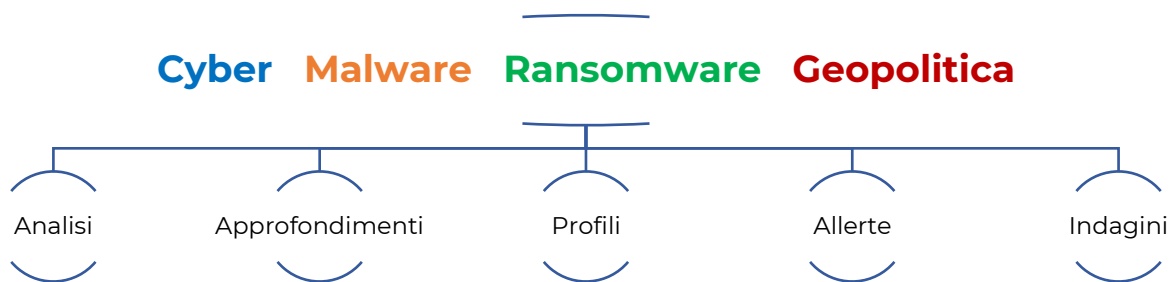 Cyber Malware Ransomware Geopolitica
Analisi Approfondimenti Profili Allerte Indagini